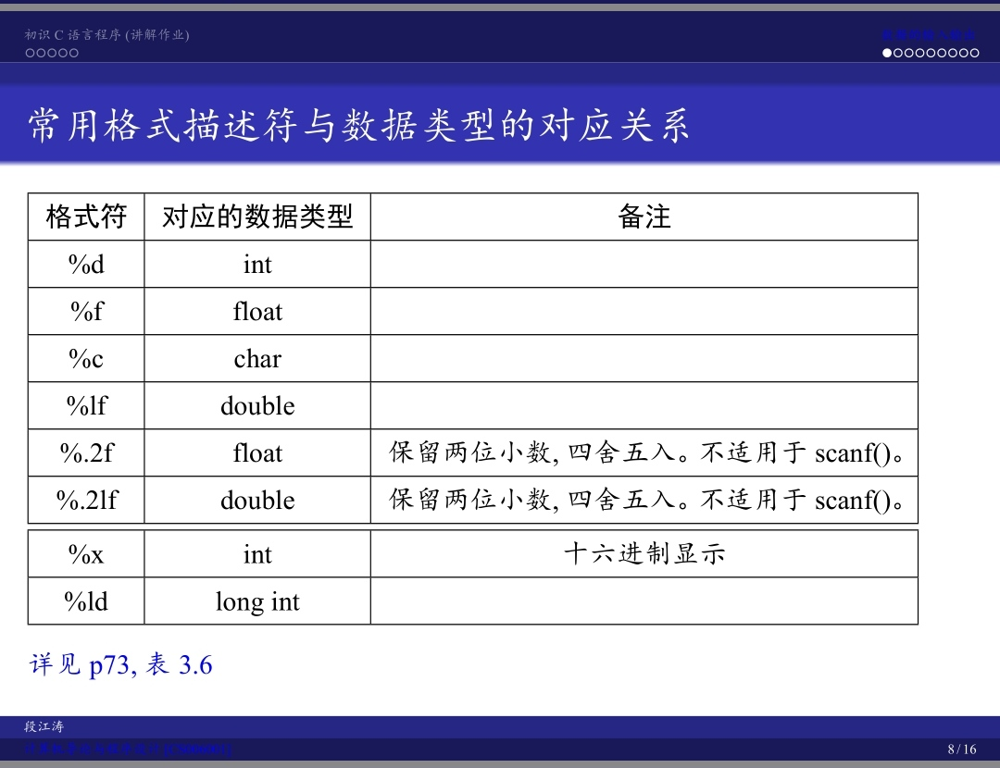 初识 C 语言程序 (讲解作业)
常用格式描述符与数据类型的对应关系
格式符 对应的数据类型 备注
%d int
%f float
%c char
%lf double
%.2f float 保留两位小数, 四舍五入。不适用于 scanf()。
%.2lf double 保留两位小数, 四舍五入。不适用于 scanf()。
%x int 十六进制显示
%ld long int
详见 p73, 表 3.6
段江涛
8 / 16